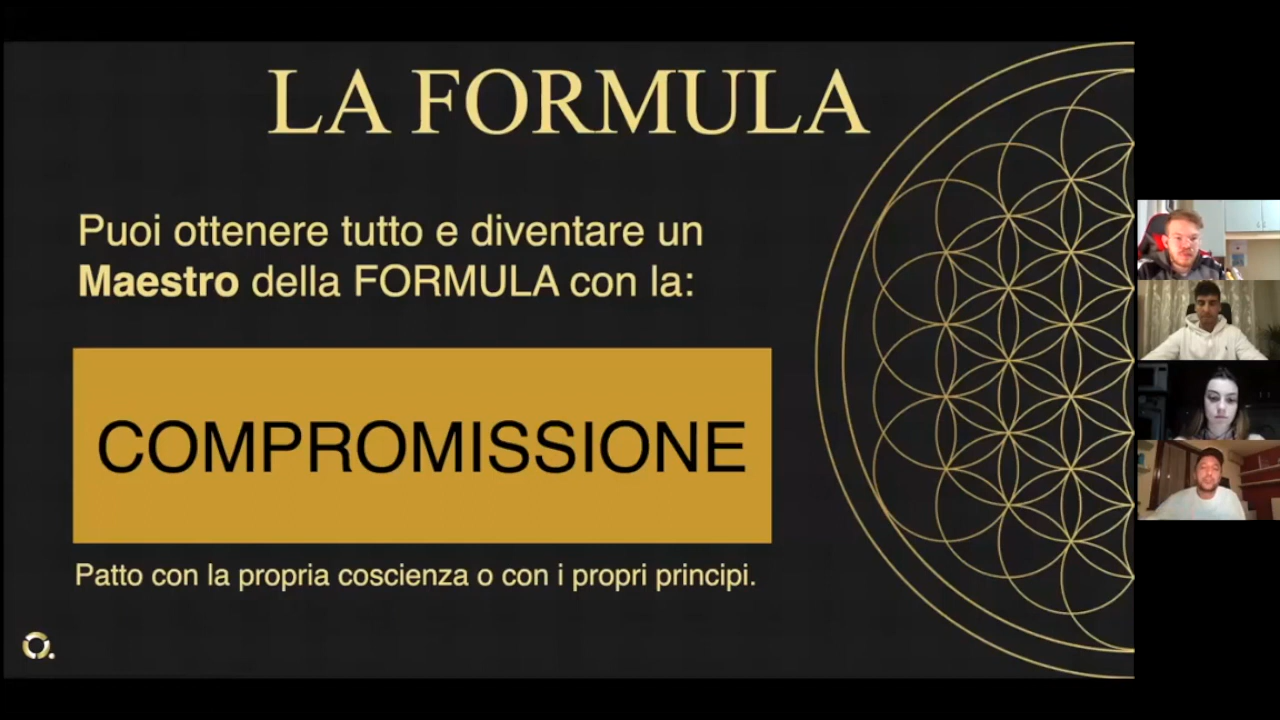 LA FORMULA
Puoi ottenere tutto e diventare un
Maestro della FORMULA con la:
COMPROMISSIONE
Patto con la propria coscienza o con i propri principi.